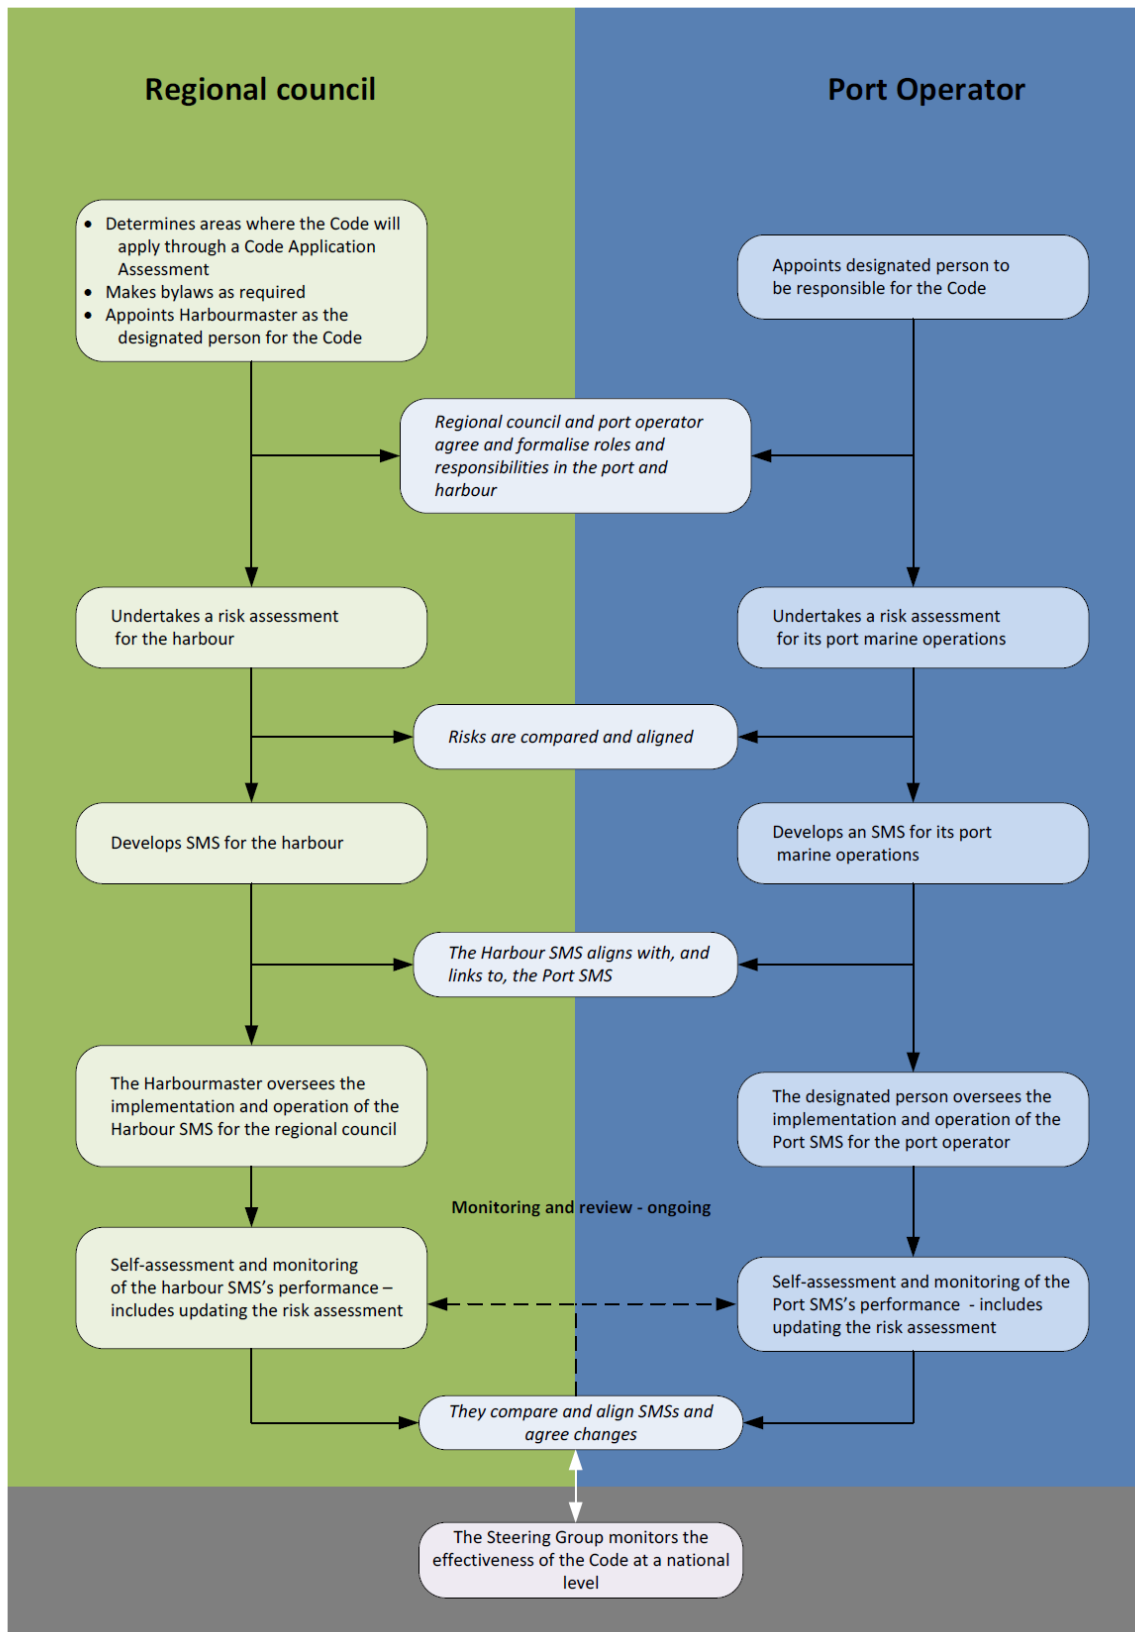 Regional council
Port Operator
• Determines areas where the Code will
apply through a Code Application
Assessment
• Makes bylaws as required
• Appoints Harbourmaster as the
designated person for the Code
Appoints designated person to
be responsible for the Code
Regional council and port operator
agree and formalise roles and
responsibilities in the port and
harbour
Undertakes a risk assessment
for the harbour
Undertakes a risk assessment
for its port marine operations
Risks are compared and aligned
Develops SMS for the harbour
Develops an SMS for its port
marine operations
The Harbour SMS aligns with, and
links to, the Port SMS
The Harbourmaster oversees the
implementation and operation of the
Harbour SMS for the regional council
The designated person oversees the
implementation and operation of the
Port SMS for the port operator
Monitoring and review - ongoing
Self-assessment and monitoring
of the harbour SMS’s performance –
includes updating the risk assessment
Self-assessment and monitoring of the
Port SMS’s performance - includes
updating the risk assessment
They compare and align SMSs and
agree changes
The Steering Group monitors the
effectiveness of the Code at a national
level